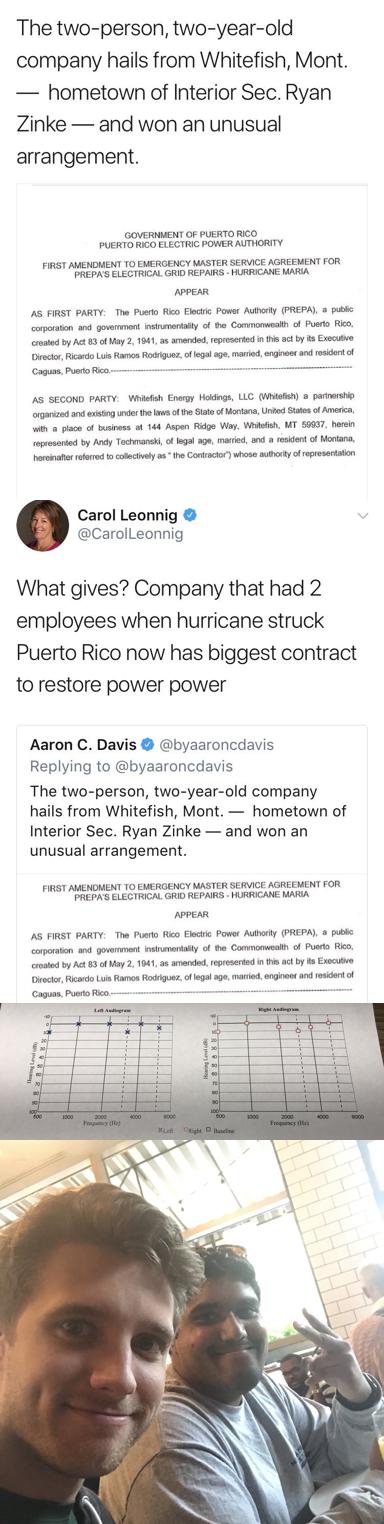 The two-person, two-year-old
company hails from Whitefish, Mont.
— hometown of Interior Sec. Ryan
Zinke — and won an unusual
arrangement.
GOVERNMENT OF PUERTO RICO
PUERTO RICO ELECTRIC POWER AUTHORITY
FIRST AMENDMENT TO EMERGENCY MASTER SERVICE AGREEMENT FOR
PREPA'S ELECTRICAL GRID REPAIRS - HURRICANE MARIA
APPEAR
AS FIRST PARTY: The Puerto Rico Electric Power Authority (PREPA), a public
corporation and government instrumentality of the Commonwealth of Puerto Rico,
created by Act 83 of May 2, 1941, as amended, represented in this act by its Executive
Director, Ricardo Luis Ramos Rodríguez, of legal age, married, engineer and resident of
Caguas, Puerto Rico.------------------------------------------------------------
AS SECOND PARTY: Whitefish Energy Holdings, LLC (Whitefish) a partnership
organized and existing under the laws of the State of Montana, United States of America,
with a place of business at 144 Aspen Ridge Way, Whitefish, MT 59937, herein
represented by Andy Techmanski, of legal age, married, and a resident of Montana,
hereinafter referred to collectively as " the Contractor") whose authority of representation
Carol Leonnig
@CarolLeonnig
What gives? Company that had 2
employees when hurricane struck
Puerto Rico now has biggest contract
to restore power power
Aaron C. Davis @byaaroncdavis
Replying to @byaaroncdavis
The two-person, two-year-old company
hails from Whitefish, Mont. — hometown of
Interior Sec. Ryan Zinke — and won an
unusual arrangement.
FIRST AMENDMENT TO EMERGENCY MASTER SERVICE AGREEMENT FOR
PREPA'S ELECTRICAL GRID REPAIRS - HURRICANE MARIA
APPEAR
AS FIRST PARTY: The Puerto Rico Electric Power Authority (PREPA), a public
corporation and government instrumentality of the Commonwealth of Puerto Rico,
created by Act 83 of May 2, 1941, as amended, represented in this act by its Executive
Director, Ricardo Luis Ramos Rodríguez, of legal age, married, engineer and resident of
Caguas, Puerto Rico.------------------------------------------------------------
Left Audiogram
Hearing Level (dB)
-10
0
10
20
30
40
50
60
70
80
90
100
500 1000 2000 4000 8000
Frequency (Hz)
Right Audiogram
Hearing Level (dB)
-10
0
10
20
30
40
50
60
70
80
90
100
500 1000 2000 4000 8000
Frequency (Hz)
Left Right Baseline